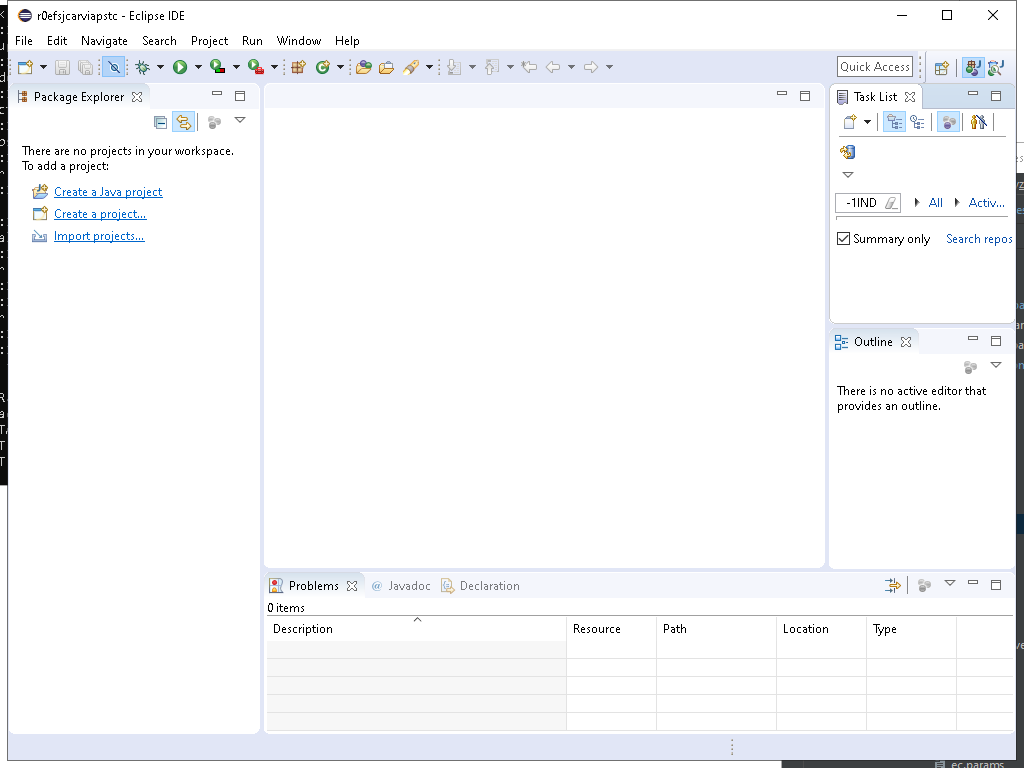 r0efsjcarviapstc - Eclipse IDE
File Edit Navigate Search Project Run Window Help
Quick Access
Package Explorer
There are no projects in your workspace.
To add a project:
Create a Java project
Create a project...
Import projects...
Task List
-1IND All Activ...
Summary only Search repos
Outline
There is no active editor that
provides an outline.
Problems @ Javadoc Declaration
0 items
Description Resource Path Location Type
ec.params